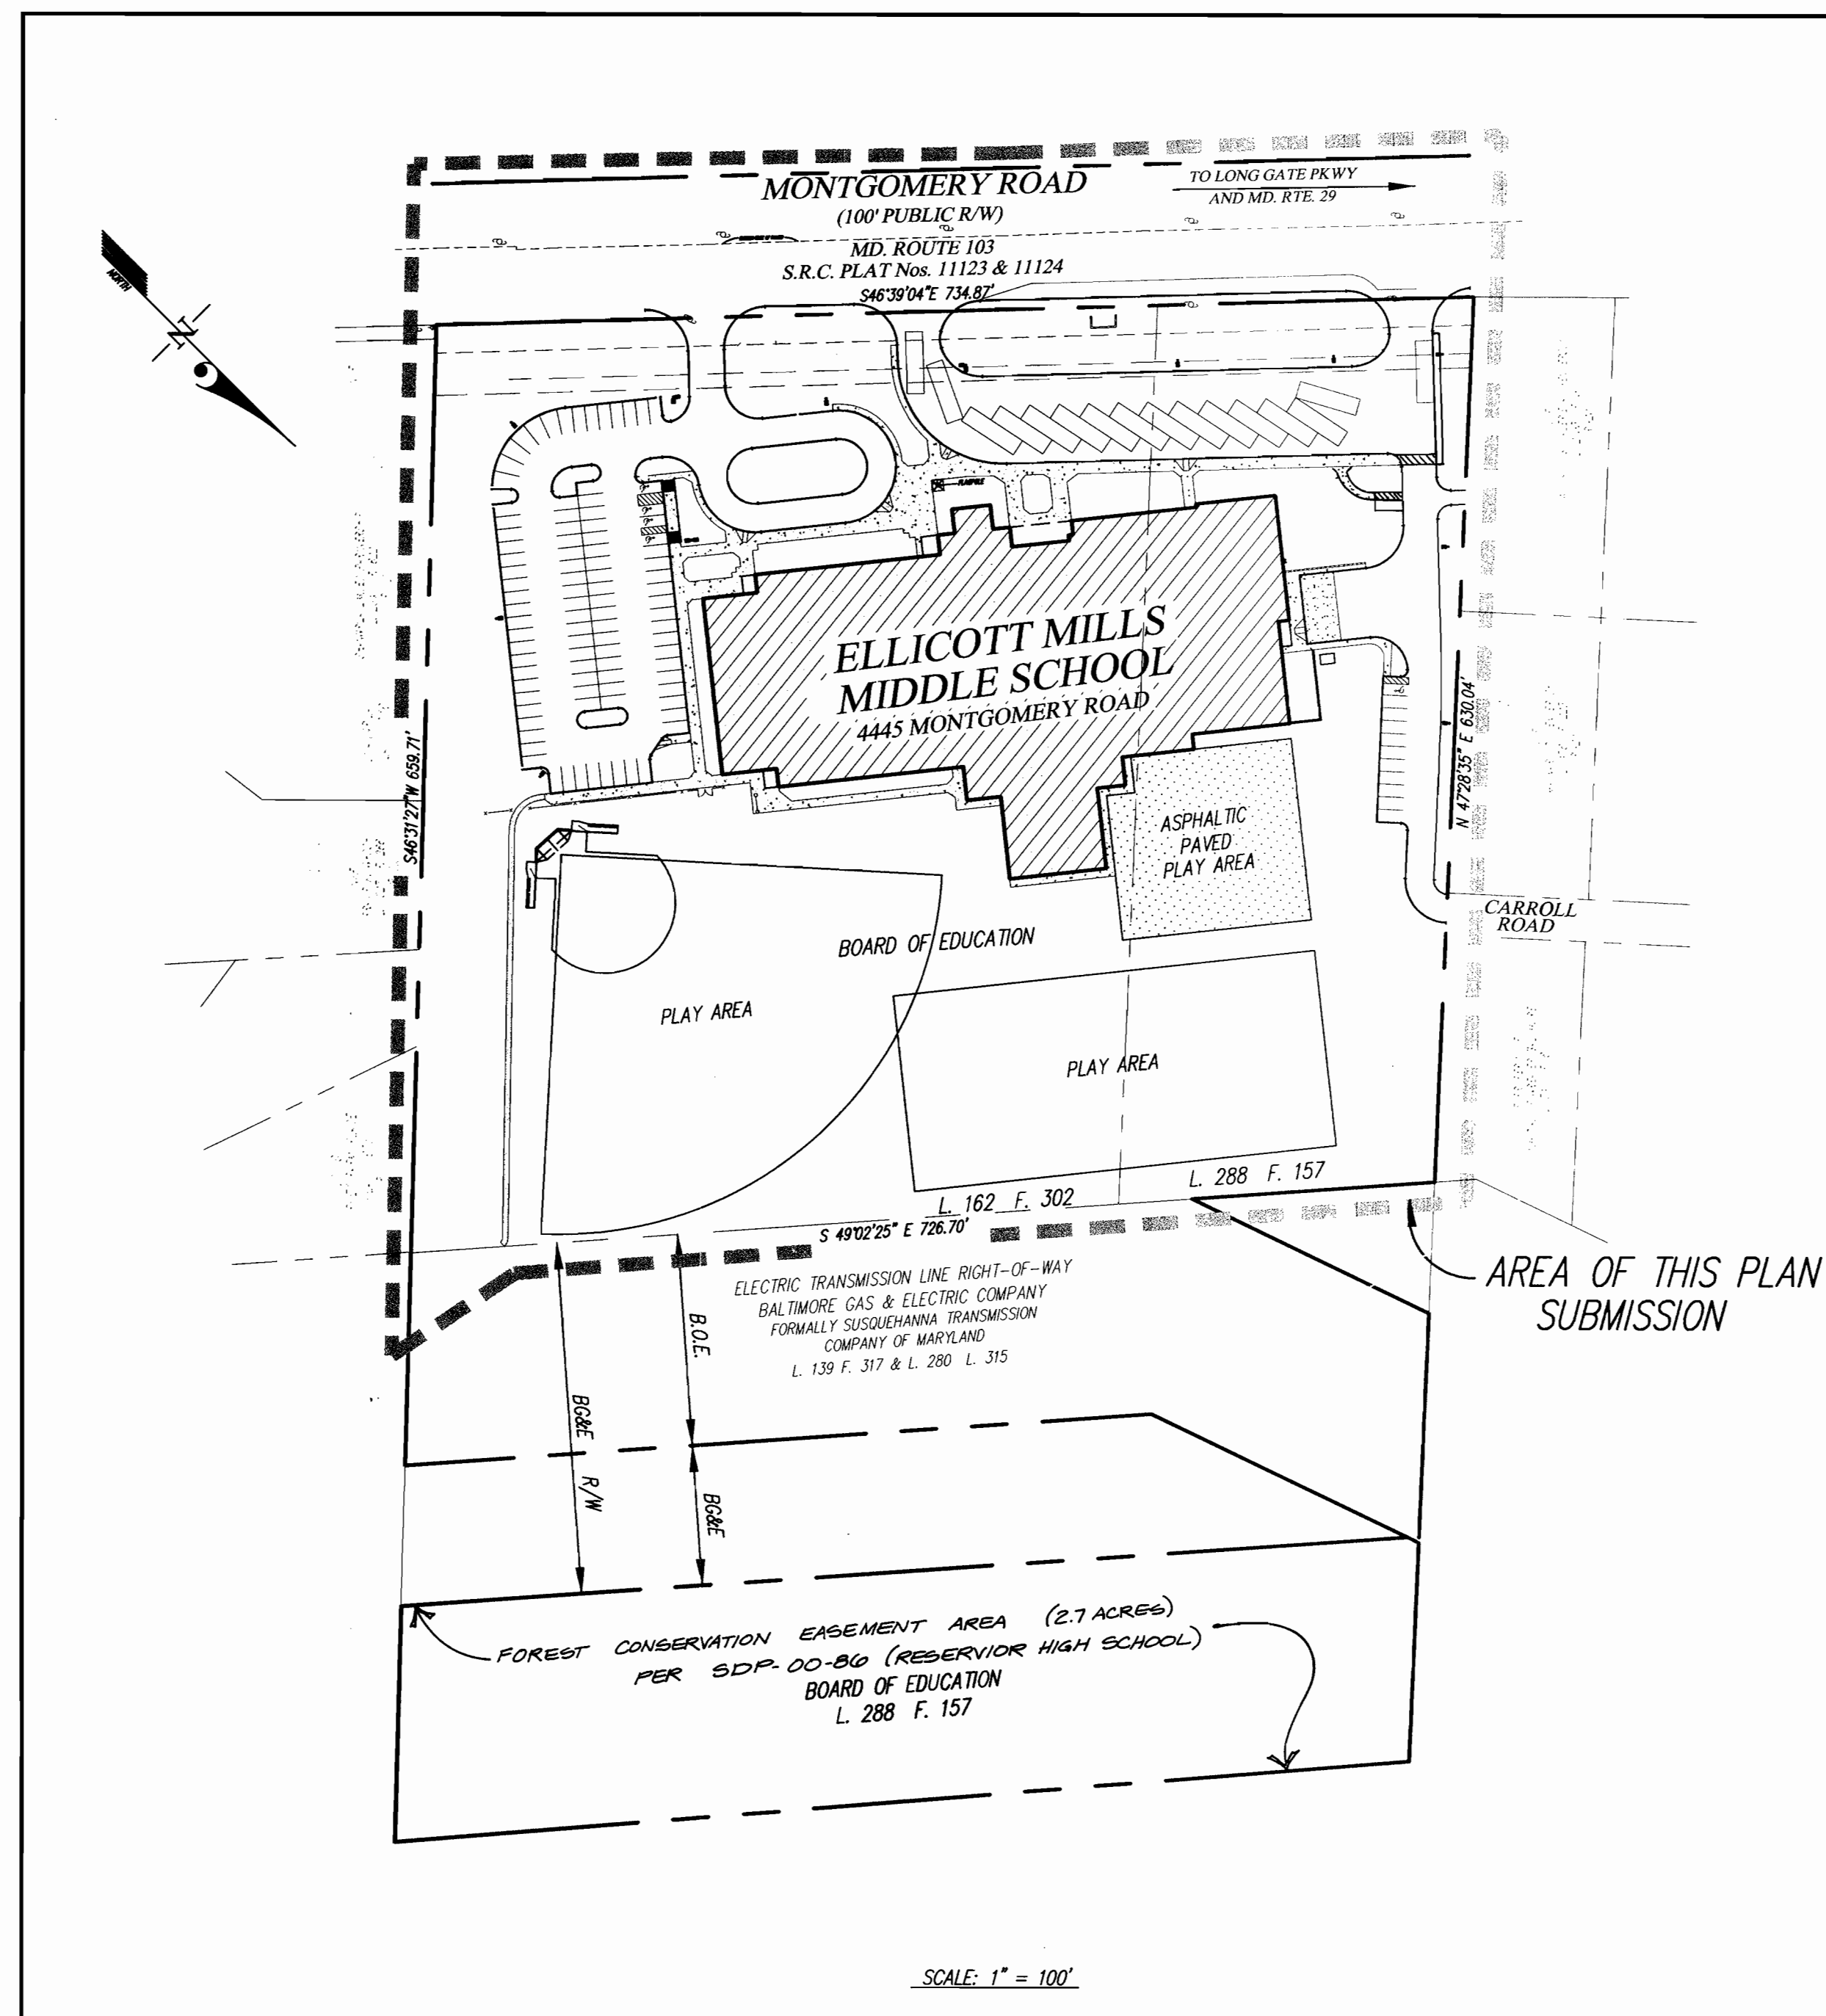 MONTGOMERY ROAD
(100' PUBLIC R/W)
MD. ROUTE 103
S.R.C. PLAT Nos. 11123 & 11124
S46°39'04"E 734.87'
TO LONG GATE PKWY
AND MD. RTE. 29
NORTH
N
FLAGPOLE
ELLICOTT MILLS
MIDDLE SCHOOL
4445 MONTGOMERY ROAD
S46°31'27"W 659.71'
N 47°28'35" E 630.04'
ASPHALTIC
PAVED
PLAY AREA
CARROLL
ROAD
BOARD OF EDUCATION
PLAY AREA
PLAY AREA
L. 288 F. 157
L. 162 F. 302
S 49°02'25" E 726.70'
AREA OF THIS PLAN
SUBMISSION
ELECTRIC TRANSMISSION LINE RIGHT-OF-WAY
BALTIMORE GAS & ELECTRIC COMPANY
FORMALLY SUSQUEHANNA TRANSMISSION
COMPANY OF MARYLAND
L. 139 F. 317 & L. 280 L. 315
B.O.E.
BG&E R/W
BG&E
FOREST CONSERVATION EASEMENT AREA (2.7 ACRES)
PER SDP-00-86 (RESERVIOR HIGH SCHOOL)
BOARD OF EDUCATION
L. 288 F. 157
SCALE: 1" = 100'